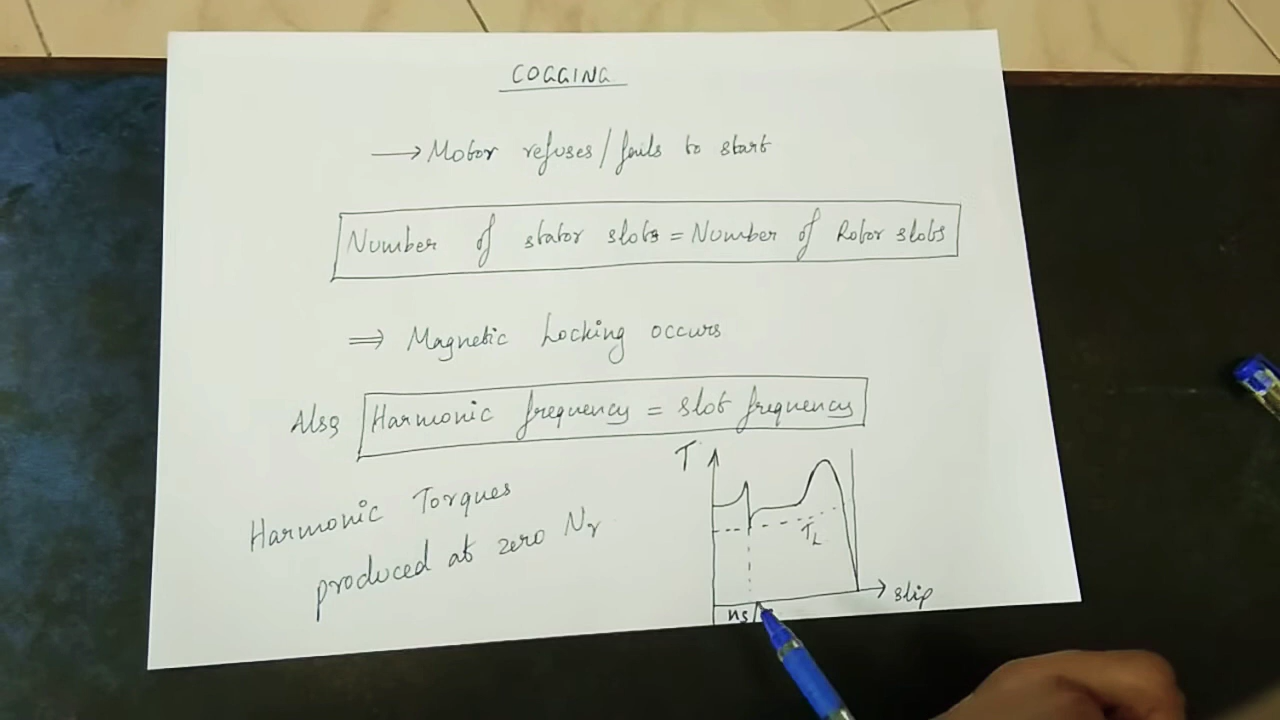 COGGING
→ Motor refuses/fails to start
Number of stator slots = Number of Rotor slots
⇒ Magnetic Locking occurs
Also Harmonic frequency = slot frequency
Harmonic Torques
produced at zero Nr
T
TL
slip
ns/